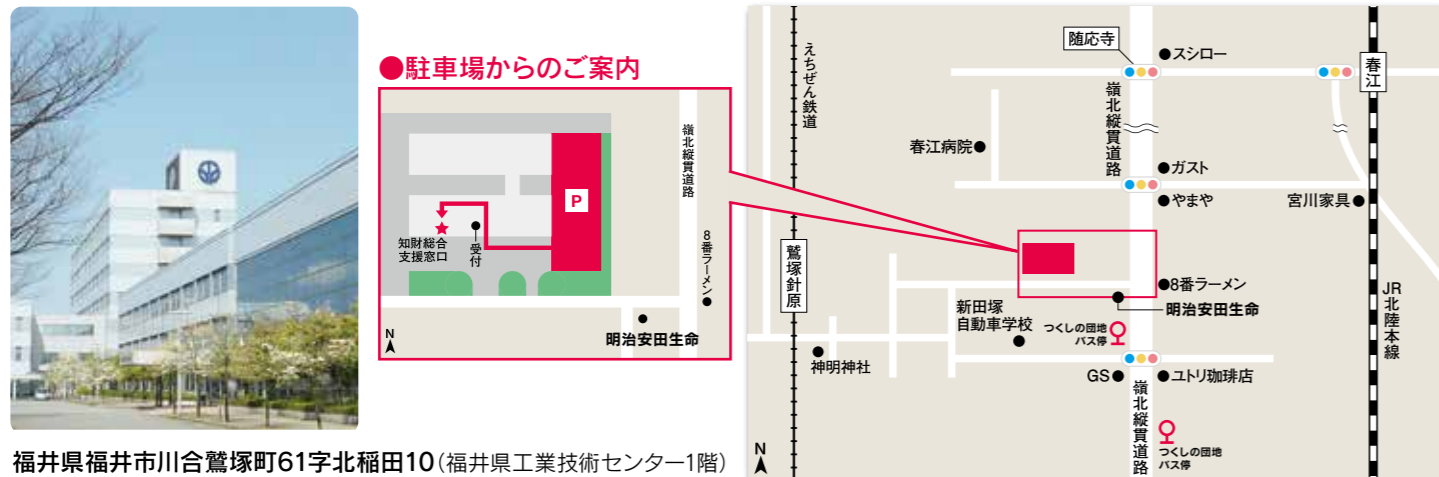 ●駐車場からのご案内
P
知財総合
支援窓口
受付
嶺北縦貫道路
8番ラーメン
明治安田生命
N
福井県福井市川合鷲塚町61字北稲田10(福井県工業技術センター1階)
えちぜん鉄道
随応寺
スシロー
春江
嶺北縦貫道路
春江病院
ガスト
やまや
宮川家具
鷲塚針原
8番ラーメン
明治安田生命
新田塚
自動車学校
つくしの団地
バス停
JR北陸本線
神明神社
GS
ユトリ珈琲店
嶺北縦貫道路
つくしの団地
バス停
N